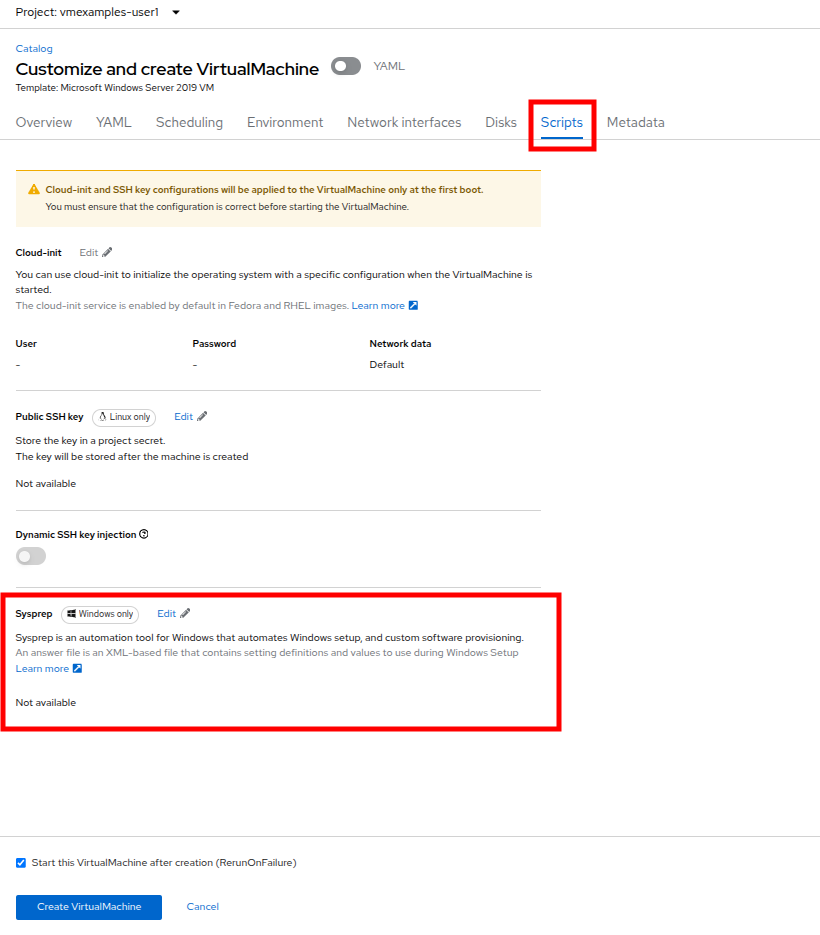 Project: vmexamples-user1
Catalog
Customize and create VirtualMachine YAML
Template: Microsoft Windows Server 2019 VM
Overview YAML Scheduling Environment Network interfaces Disks Scripts Metadata
Cloud-init and SSH key configurations will be applied to the VirtualMachine only at the first boot.
You must ensure that the configuration is correct before starting the VirtualMachine.
Cloud-init Edit
You can use cloud-init to initialize the operating system with a specific configuration when the VirtualMachine is
started.
The cloud-init service is enabled by default in Fedora and RHEL images. Learn more
User Password Network data
- - Default
Public SSH key Linux only Edit
Store the key in a project secret.
The key will be stored after the machine is created
Not available
Dynamic SSH key injection
Sysprep Windows only Edit
Sysprep is an automation tool for Windows that automates Windows setup, and custom software provisioning.
An answer file is an XML-based file that contains setting definitions and values to use during Windows Setup
Learn more
Not available
Start this VirtualMachine after creation (RerunOnFailure)
Create VirtualMachine Cancel